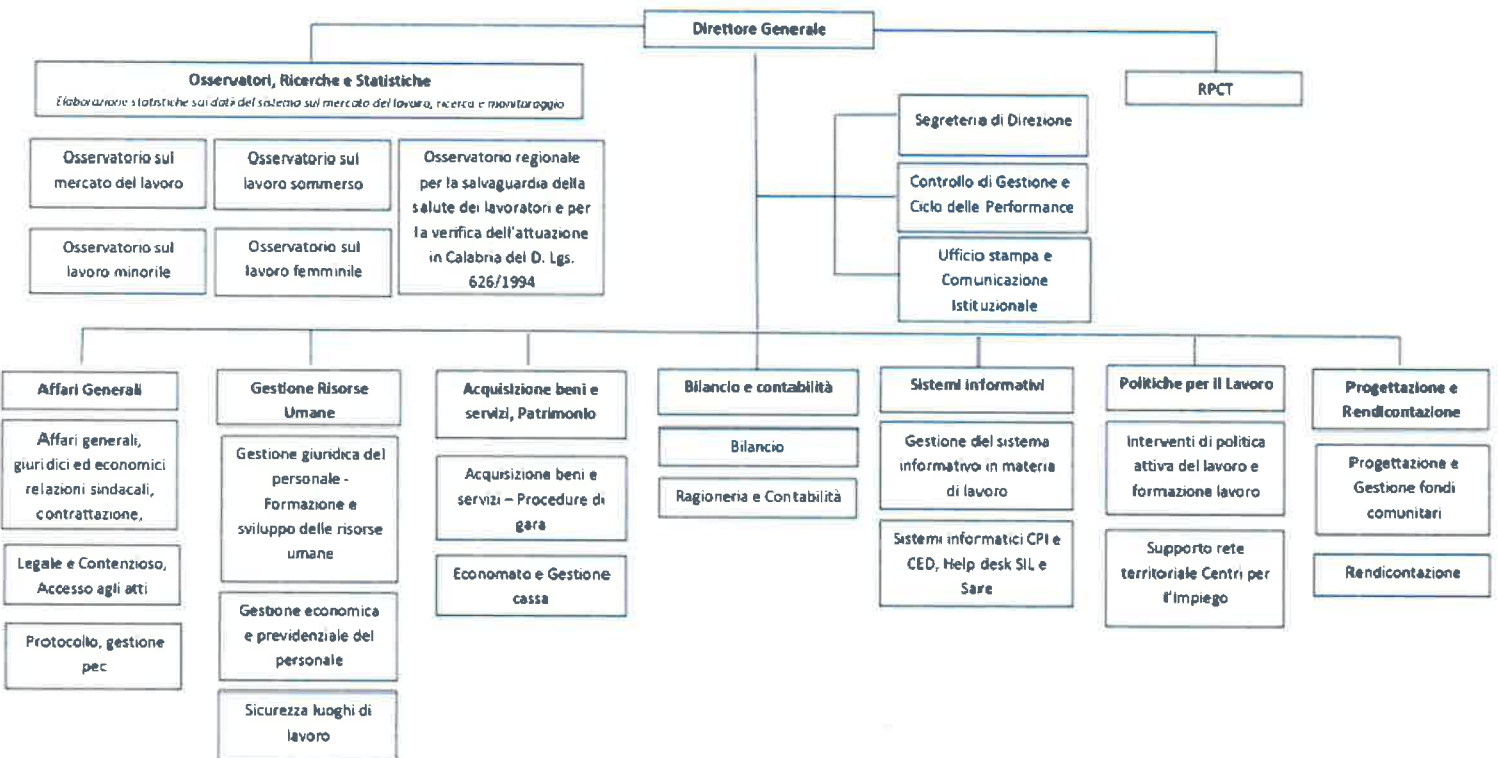 Direttore Generale
Osservatori, Ricerche e Statistiche
Elaborazione statistiche sui dati del sistema sul mercato del lavoro, ricerca e monitoraggio
RPCT
Segreteria di Direzione
Controllo di Gestione e
Ciclo delle Performance
Ufficio stampa e
Comunicazione
Istituzionale
Osservatorio sul
mercato del lavoro
Osservatorio sul
lavoro sommerso
Osservatorio regionale
per la salvaguardia della
salute dei lavoratori e per
la verifica dell'attuazione
in Calabria del D. Lgs.
626/1994
Osservatorio sul
lavoro minorile
Osservatorio sul
lavoro femminile
Affari Generali
Affari generali,
giuridici ed economici
relazioni sindacali,
contrattazione,
Legale e Contenzioso,
Accesso agli atti
Protocollo, gestione
pec
Gestione Risorse
Umane
Gestione giuridica del
personale -
Formazione e
sviluppo delle risorse
umane
Gestione economica
e previdenziale del
personale
Sicurezza luoghi di
lavoro
Acquisizione beni e
servizi, Patrimonio
Acquisizione beni e
servizi – Procedure di
gara
Economato e Gestione
cassa
Bilancio e contabilità
Bilancio
Ragioneria e Contabilità
Sistemi informativi
Gestione del sistema
informativo in materia
di lavoro
Sistemi informatici CPI e
CED, Help desk SIL e
Sare
Politiche per il Lavoro
Interventi di politica
attiva del lavoro e
formazione lavoro
Supporto rete
territoriale Centri per
l'Impiego
Progettazione e
Rendicontazione
Progettazione e
Gestione fondi
comunitari
Rendicontazione